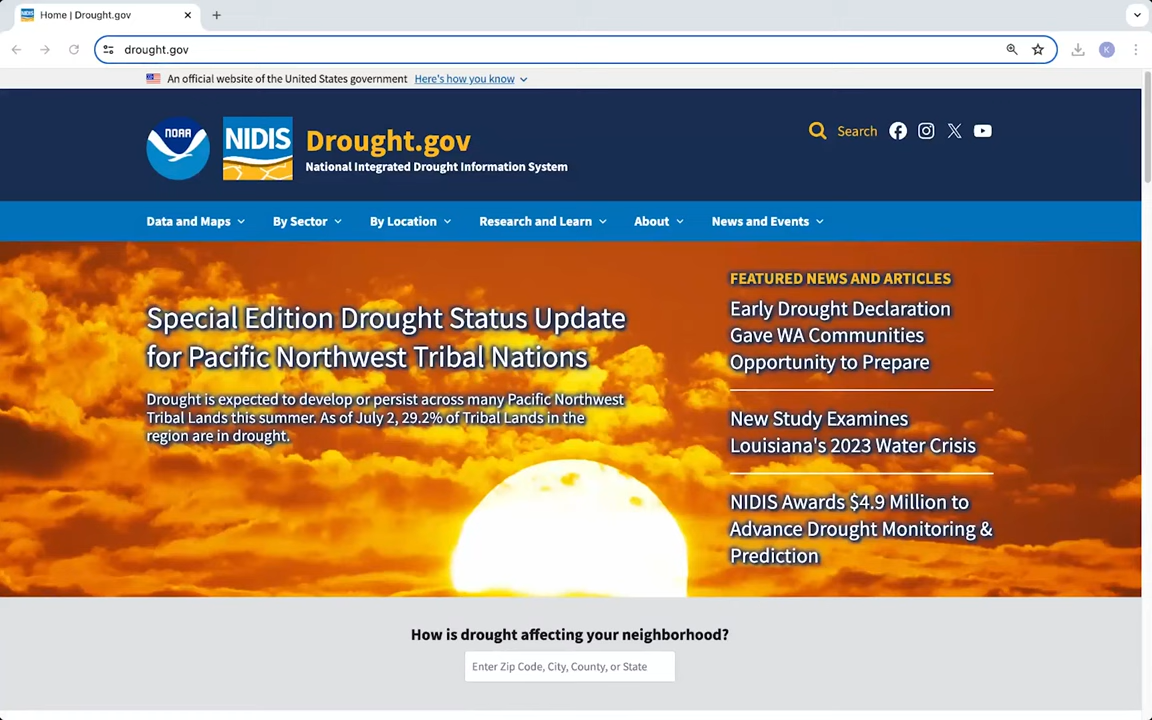 Home | Drought.gov
drought.gov
K
An official website of the United States government Here's how you know
NOAA
NIDIS
Drought.gov
National Integrated Drought Information System
Search
Data and Maps By Sector By Location Research and Learn About News and Events
Special Edition Drought Status Update
for Pacific Northwest Tribal Nations
Drought is expected to develop or persist across many Pacific Northwest
Tribal Lands this summer. As of July 2, 29.2% of Tribal Lands in the
region are in drought.
FEATURED NEWS AND ARTICLES
Early Drought Declaration
Gave WA Communities
Opportunity to Prepare
New Study Examines
Louisiana's 2023 Water Crisis
NIDIS Awards $4.9 Million to
Advance Drought Monitoring &
Prediction
How is drought affecting your neighborhood?
Enter Zip Code, City, County, or State